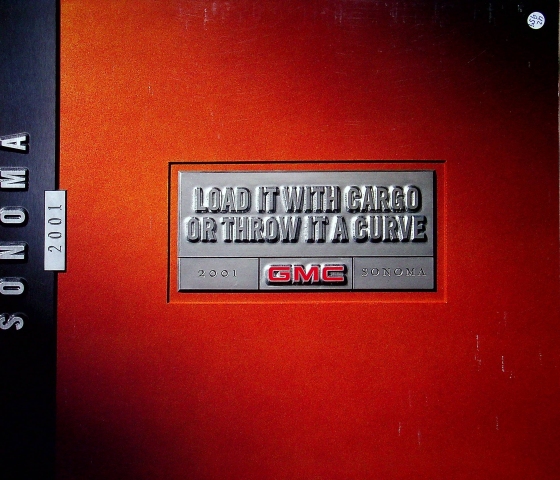 SONOMA
2001
LOAD IT WITH CARGO
OR THROW IT A CURVE
2001 GMC SONOMA